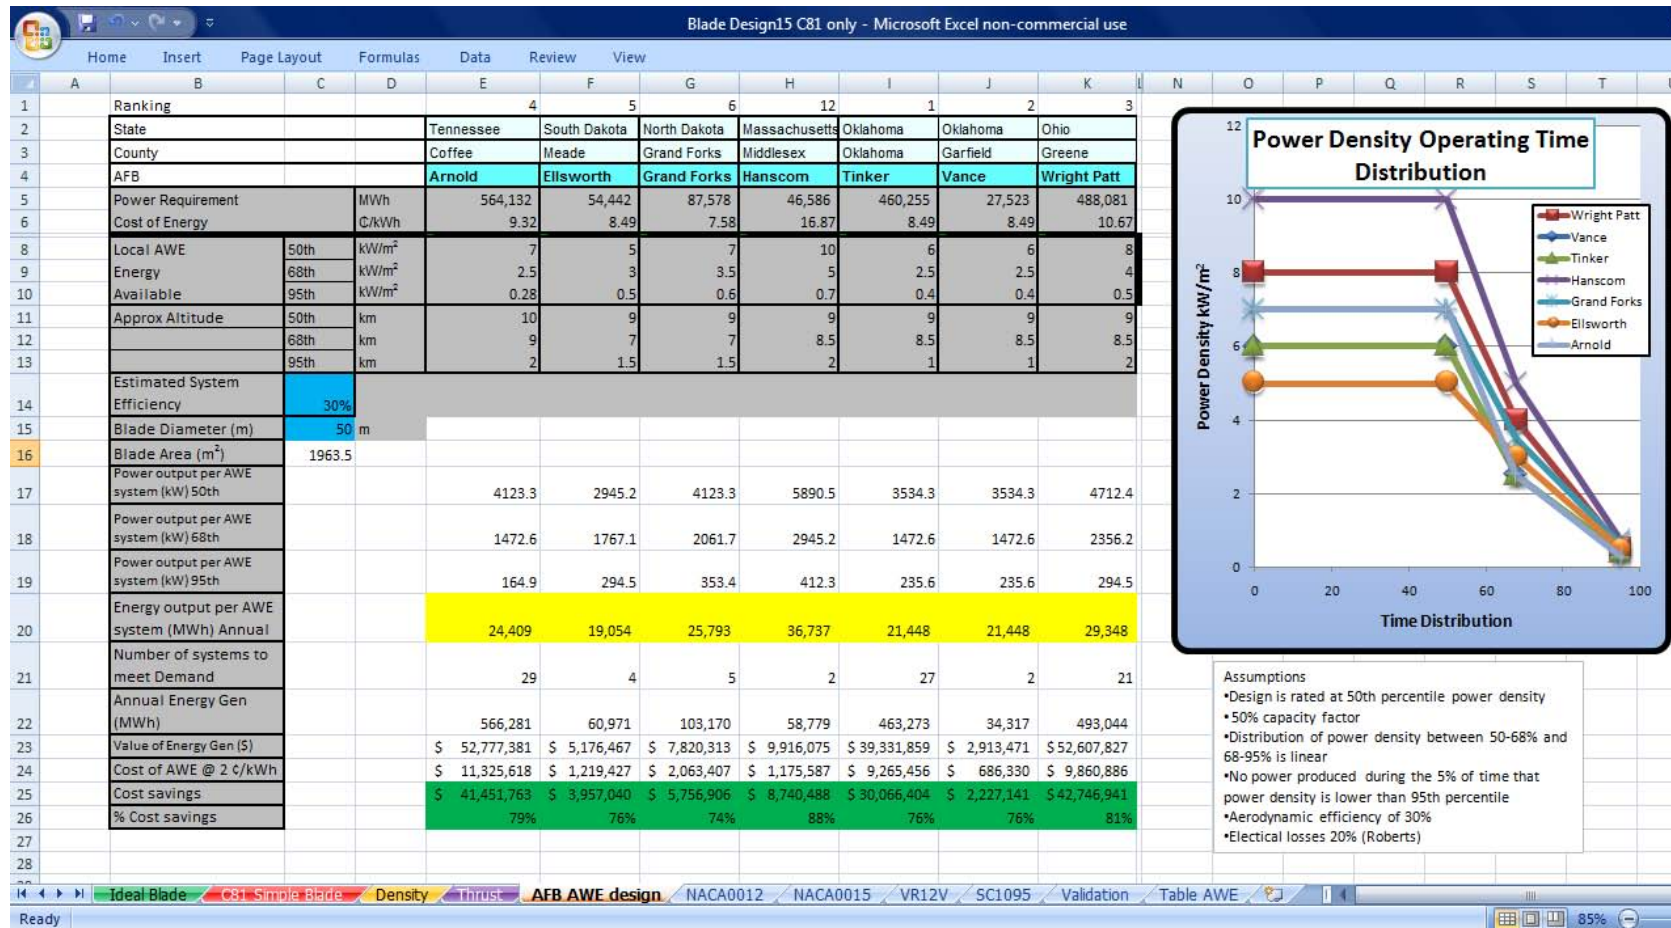 Blade Design15 C81 only - Microsoft Excel non-commercial use
Home Insert Page Layout Formulas Data Review View
A B C D E F G H I J K L N O P Q R S T
1 Ranking 4 5 6 12 1 2 3
2 State Tennessee South Dakota North Dakota Massachusetts Oklahoma Oklahoma Ohio
3 County Coffee Meade Grand Forks Middlesex Oklahoma Garfield Greene
4 AFB Arnold Ellsworth Grand Forks Hanscom Tinker Vance Wright Patt
5 Power Requirement MWh 564,132 54,442 87,578 46,586 460,255 27,523 488,081
6 Cost of Energy ₵/kWh 9.32 8.49 7.58 16.87 8.49 8.49 10.67
8 Local AWE 50th kW/m² 7 5 7 10 6 6 8
9 Energy 68th kW/m² 2.5 3 3.5 5 2.5 2.5 4
10 Available 95th kW/m² 0.28 0.5 0.6 0.7 0.4 0.4 0.5
11 Approx Altitude 50th km 10 9 9 9 9 9 9
12 68th km 9 7 7 8.5 8.5 8.5 8.5
13 95th km 2 1.5 1.5 2 1 1 2
Estimated System
14 Efficiency 30%
15 Blade Diameter (m) 50 m
16 Blade Area (m²) 1963.5
Power output per AWE
17 system (kW) 50th 4123.3 2945.2 4123.3 5890.5 3534.3 3534.3 4712.4
Power output per AWE
18 system (kW) 68th 1472.6 1767.1 2061.7 2945.2 1472.6 1472.6 2356.2
Power output per AWE
19 system (kW) 95th 164.9 294.5 353.4 412.3 235.6 235.6 294.5
Energy output per AWE
20 system (MWh) Annual 24,409 19,054 25,793 36,737 21,448 21,448 29,348
Number of systems to
21 meet Demand 29 4 5 2 27 2 21
Annual Energy Gen
22 (MWh) 566,281 60,971 103,170 58,779 463,273 34,317 493,044
23 Value of Energy Gen ($) $ 52,777,381 $ 5,176,467 $ 7,820,313 $ 9,916,075 $ 39,331,859 $ 2,913,471 $ 52,607,827
24 Cost of AWE @ 2 ¢/kWh $ 11,325,618 $ 1,219,427 $ 2,063,407 $ 1,175,587 $ 9,265,456 $ 686,330 $ 9,860,886
25 Cost savings $ 41,451,763 $ 3,957,040 $ 5,756,906 $ 8,740,488 $ 30,066,404 $ 2,227,141 $ 42,746,941
26 % Cost savings 79% 76% 74% 88% 76% 76% 81%
27
28
Power Density Operating Time
Distribution
Power Density kW/m²
12
10
8
6
4
2
0
0 20 40 60 80 100
Time Distribution
Wright Patt
Vance
Tinker
Hanscom
Grand Forks
Ellsworth
Arnold
Assumptions
•Design is rated at 50th percentile power density
•50% capacity factor
•Distribution of power density between 50-68% and
68-95% is linear
•No power produced during the 5% of time that
power density is lower than 95th percentile
•Aerodynamic efficiency of 30%
•Electical losses 20% (Roberts)
Ideal Blade C81 Simple Blade Density Thrust AFB AWE design NACA0012 NACA0015 VR12V SC1095 Validation Table AWE
Ready 85%